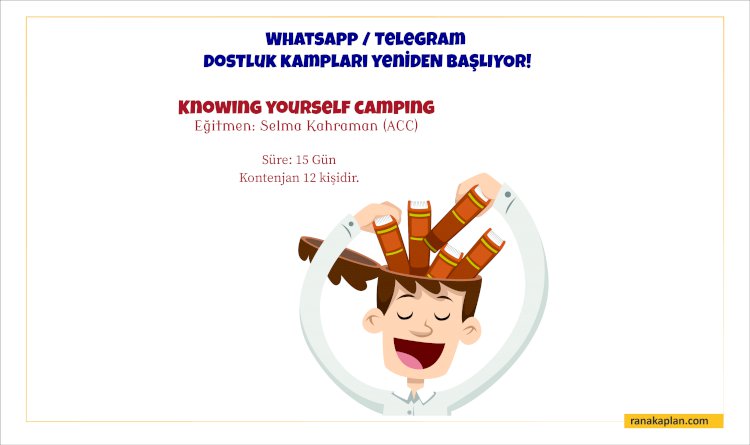 WHATSAPP / TELEGRAM
DOSTLUK KAMPLARI YENİDEN BAŞLIYOR!
KNOWING YOURSELF CAMPING
Eğitmen: Selma Kahraman (ACC)
Süre: 15 Gün
Kontenjan 12 kişidir.
ranakaplan.com